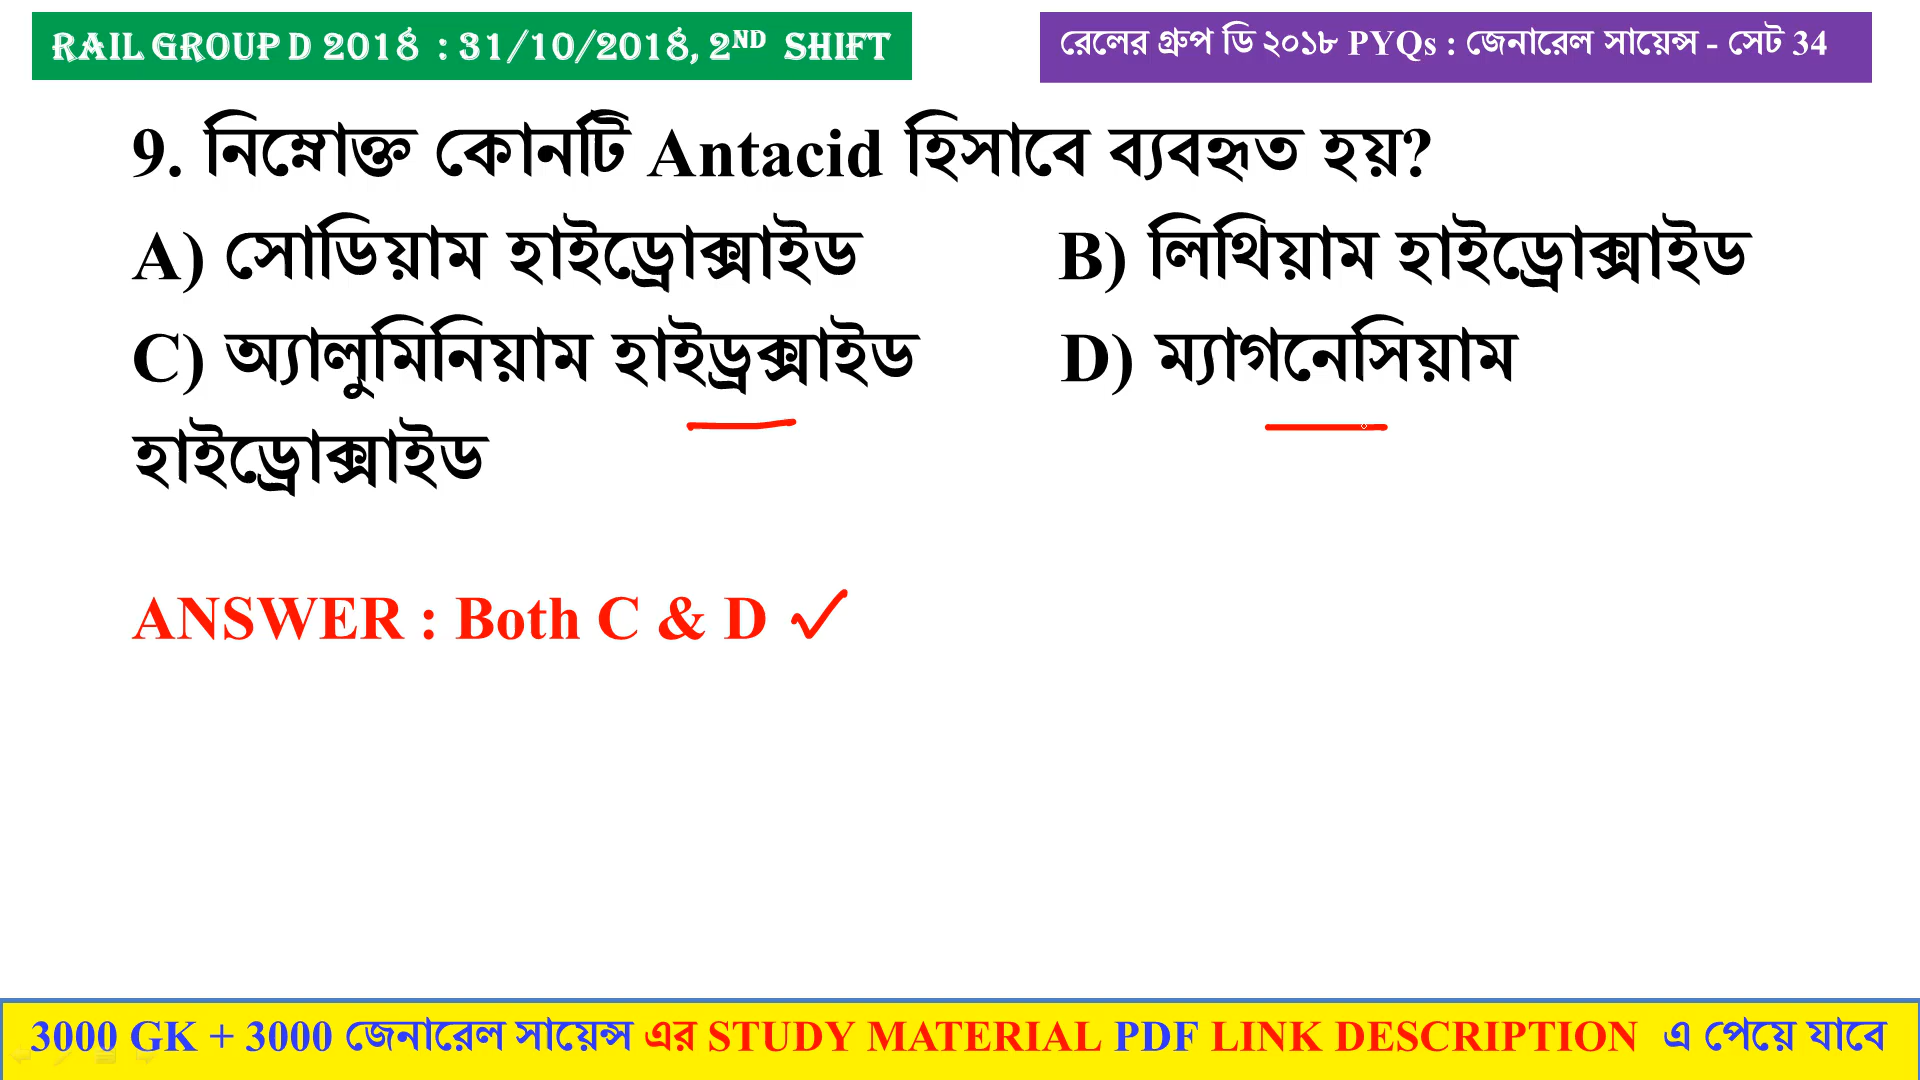 RAIL GROUP D 2018 : 31/10/2018, 2ND SHIFT
রেলের গ্রুপ ডি ২০১৮ PYQs : জেনারেল সায়েন্স - সেট 34
9. নিম্নোক্ত কোনটি Antacid হিসাবে ব্যবহৃত হয়?
A) সোডিয়াম হাইড্রোক্সাইড B) লিথিয়াম হাইড্রোক্সাইড
C) অ্যালুমিনিয়াম হাইড্রক্সাইড D) ম্যাগনেসিয়াম
হাইড্রোক্সাইড
ANSWER : Both C & D ✓
3000 GK + 3000 জেনারেল সায়েন্স এর STUDY MATERIAL PDF LINK DESCRIPTION এ পেয়ে যাবে